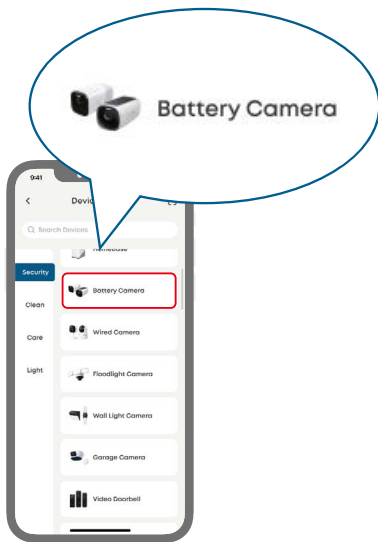 Battery Camera
9:41
Devic
Search Devices
HomeBase
Security
Battery Camera
Clean
Wired Camera
Care
Light
Floodlight Camera
Wall Light Camera
Garage Camera
Video Doorbell